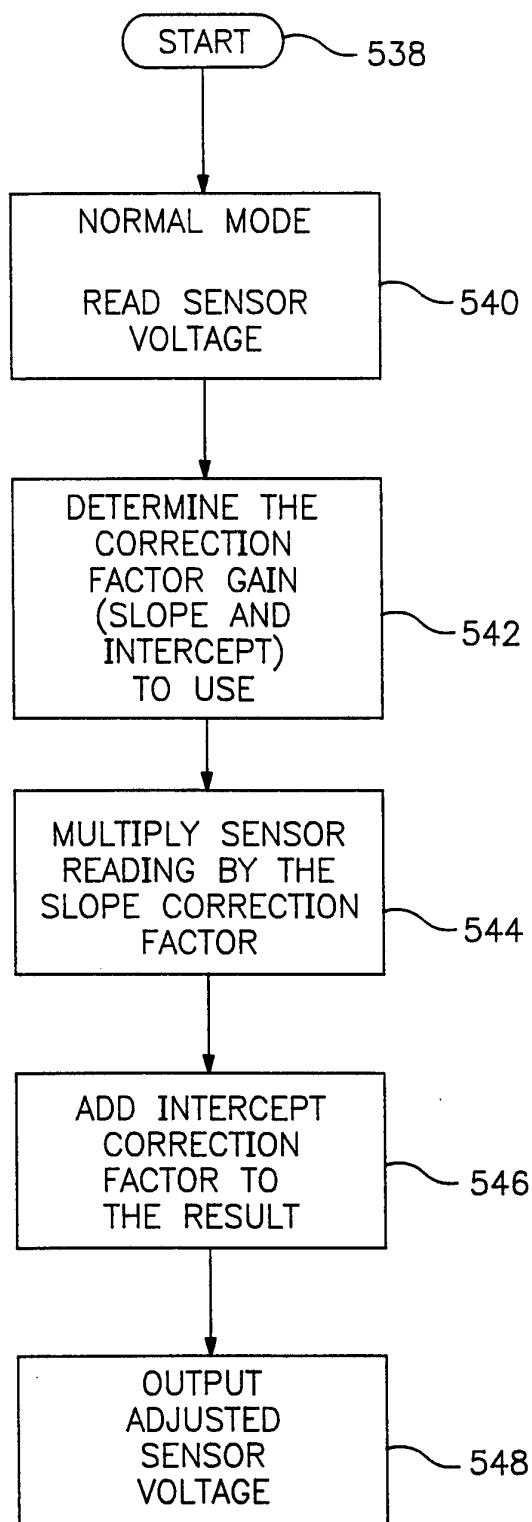 START
538
NORMAL MODE
READ SENSOR
VOLTAGE
540
DETERMINE THE
CORRECTION
FACTOR GAIN
(SLOPE AND
INTERCEPT)
TO USE
542
MULTIPLY SENSOR
READING BY THE
SLOPE CORRECTION
FACTOR
544
ADD INTERCEPT
CORRECTION
FACTOR TO
THE RESULT
546
OUTPUT
ADJUSTED
SENSOR
VOLTAGE
548